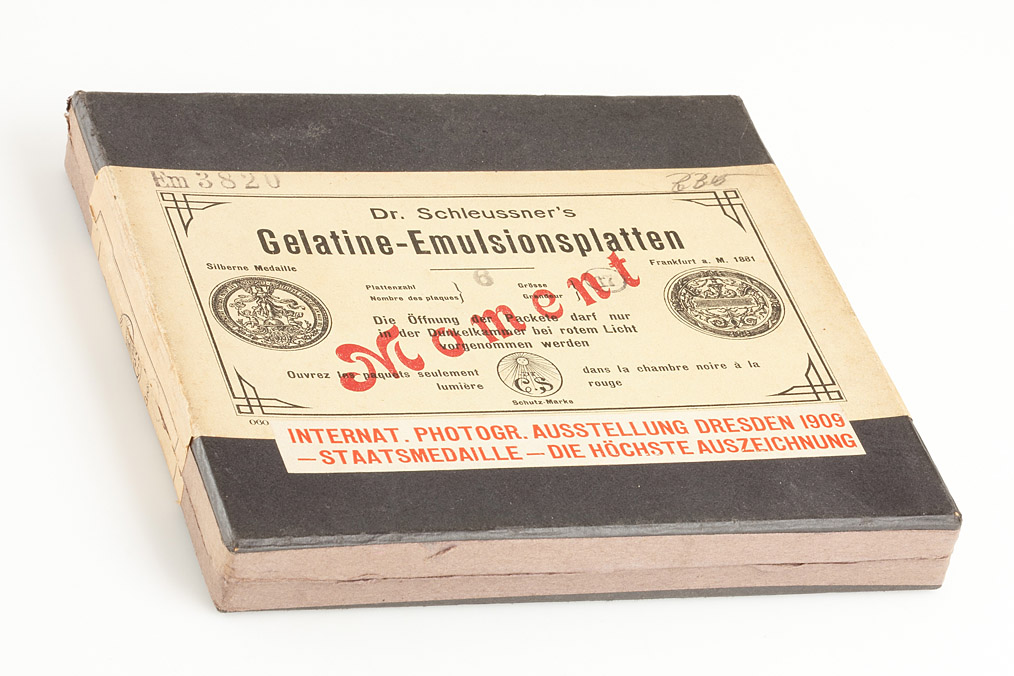 Em 3820
Dr. Schleussner's
Gelatine-Emulsionsplatten
Silberne Medaille
Frankfurt a. M. 1881
Plattenzahl
Nombre des plaques
6
Grösse
Grandeur
Moment
Die Öffnung der Packete darf nur
in der Dunkelkammer bei rotem Licht
vorgenommen werden
Ouvrez les paquets seulement dans la chambre noire à la
lumière rouge
C.S
Schutz-Marke
000
INTERNAT. PHOTOGR. AUSSTELLUNG DRESDEN 1909
—STAATSMEDAILLE — DIE HÖCHSTE AUSZEICHNUNG